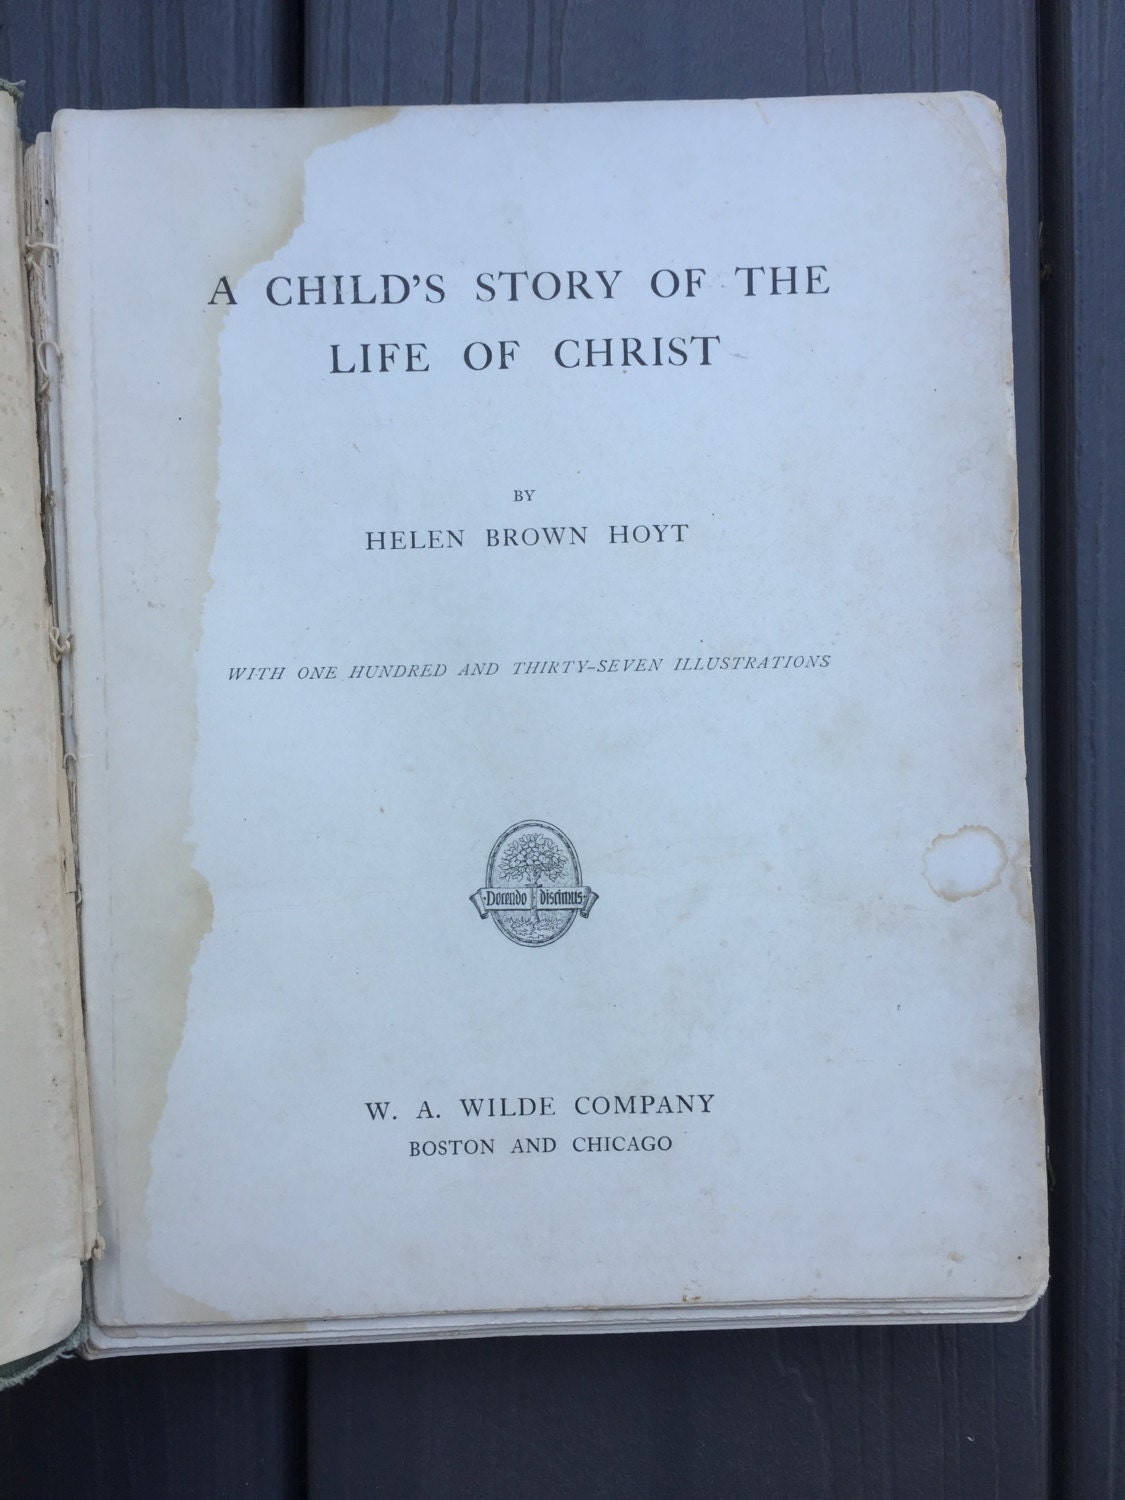 A CHILD'S STORY OF THE
LIFE OF CHRIST
BY
HELEN BROWN HOYT
WITH ONE HUNDRED AND THIRTY-SEVEN ILLUSTRATIONS
Docendo discimus
W. A. WILDE COMPANY
BOSTON AND CHICAGO